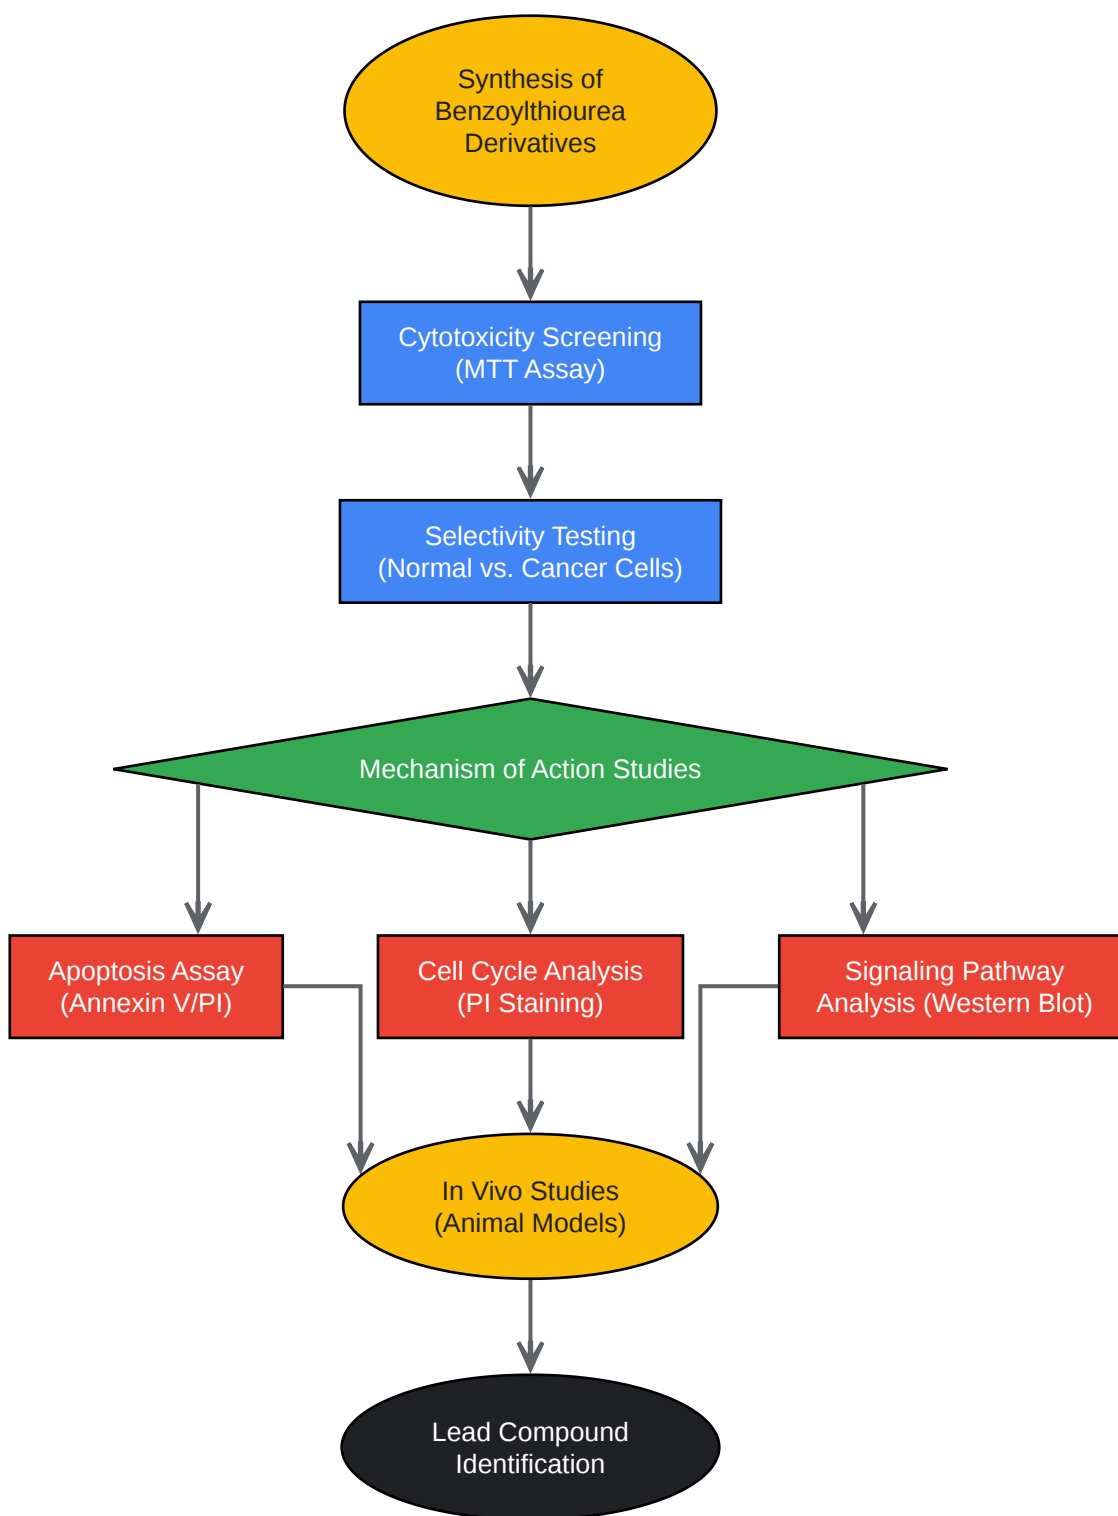 Synthesis of
Benzoylthiourea
Derivatives
Cytotoxicity Screening
(MTT Assay)
Selectivity Testing
(Normal vs. Cancer Cells)
Mechanism of Action Studies
Apoptosis Assay
(Annexin V/PI)
Cell Cycle Analysis
(PI Staining)
Signaling Pathway
Analysis (Western Blot)
In Vivo Studies
(Animal Models)
Lead Compound
Identification